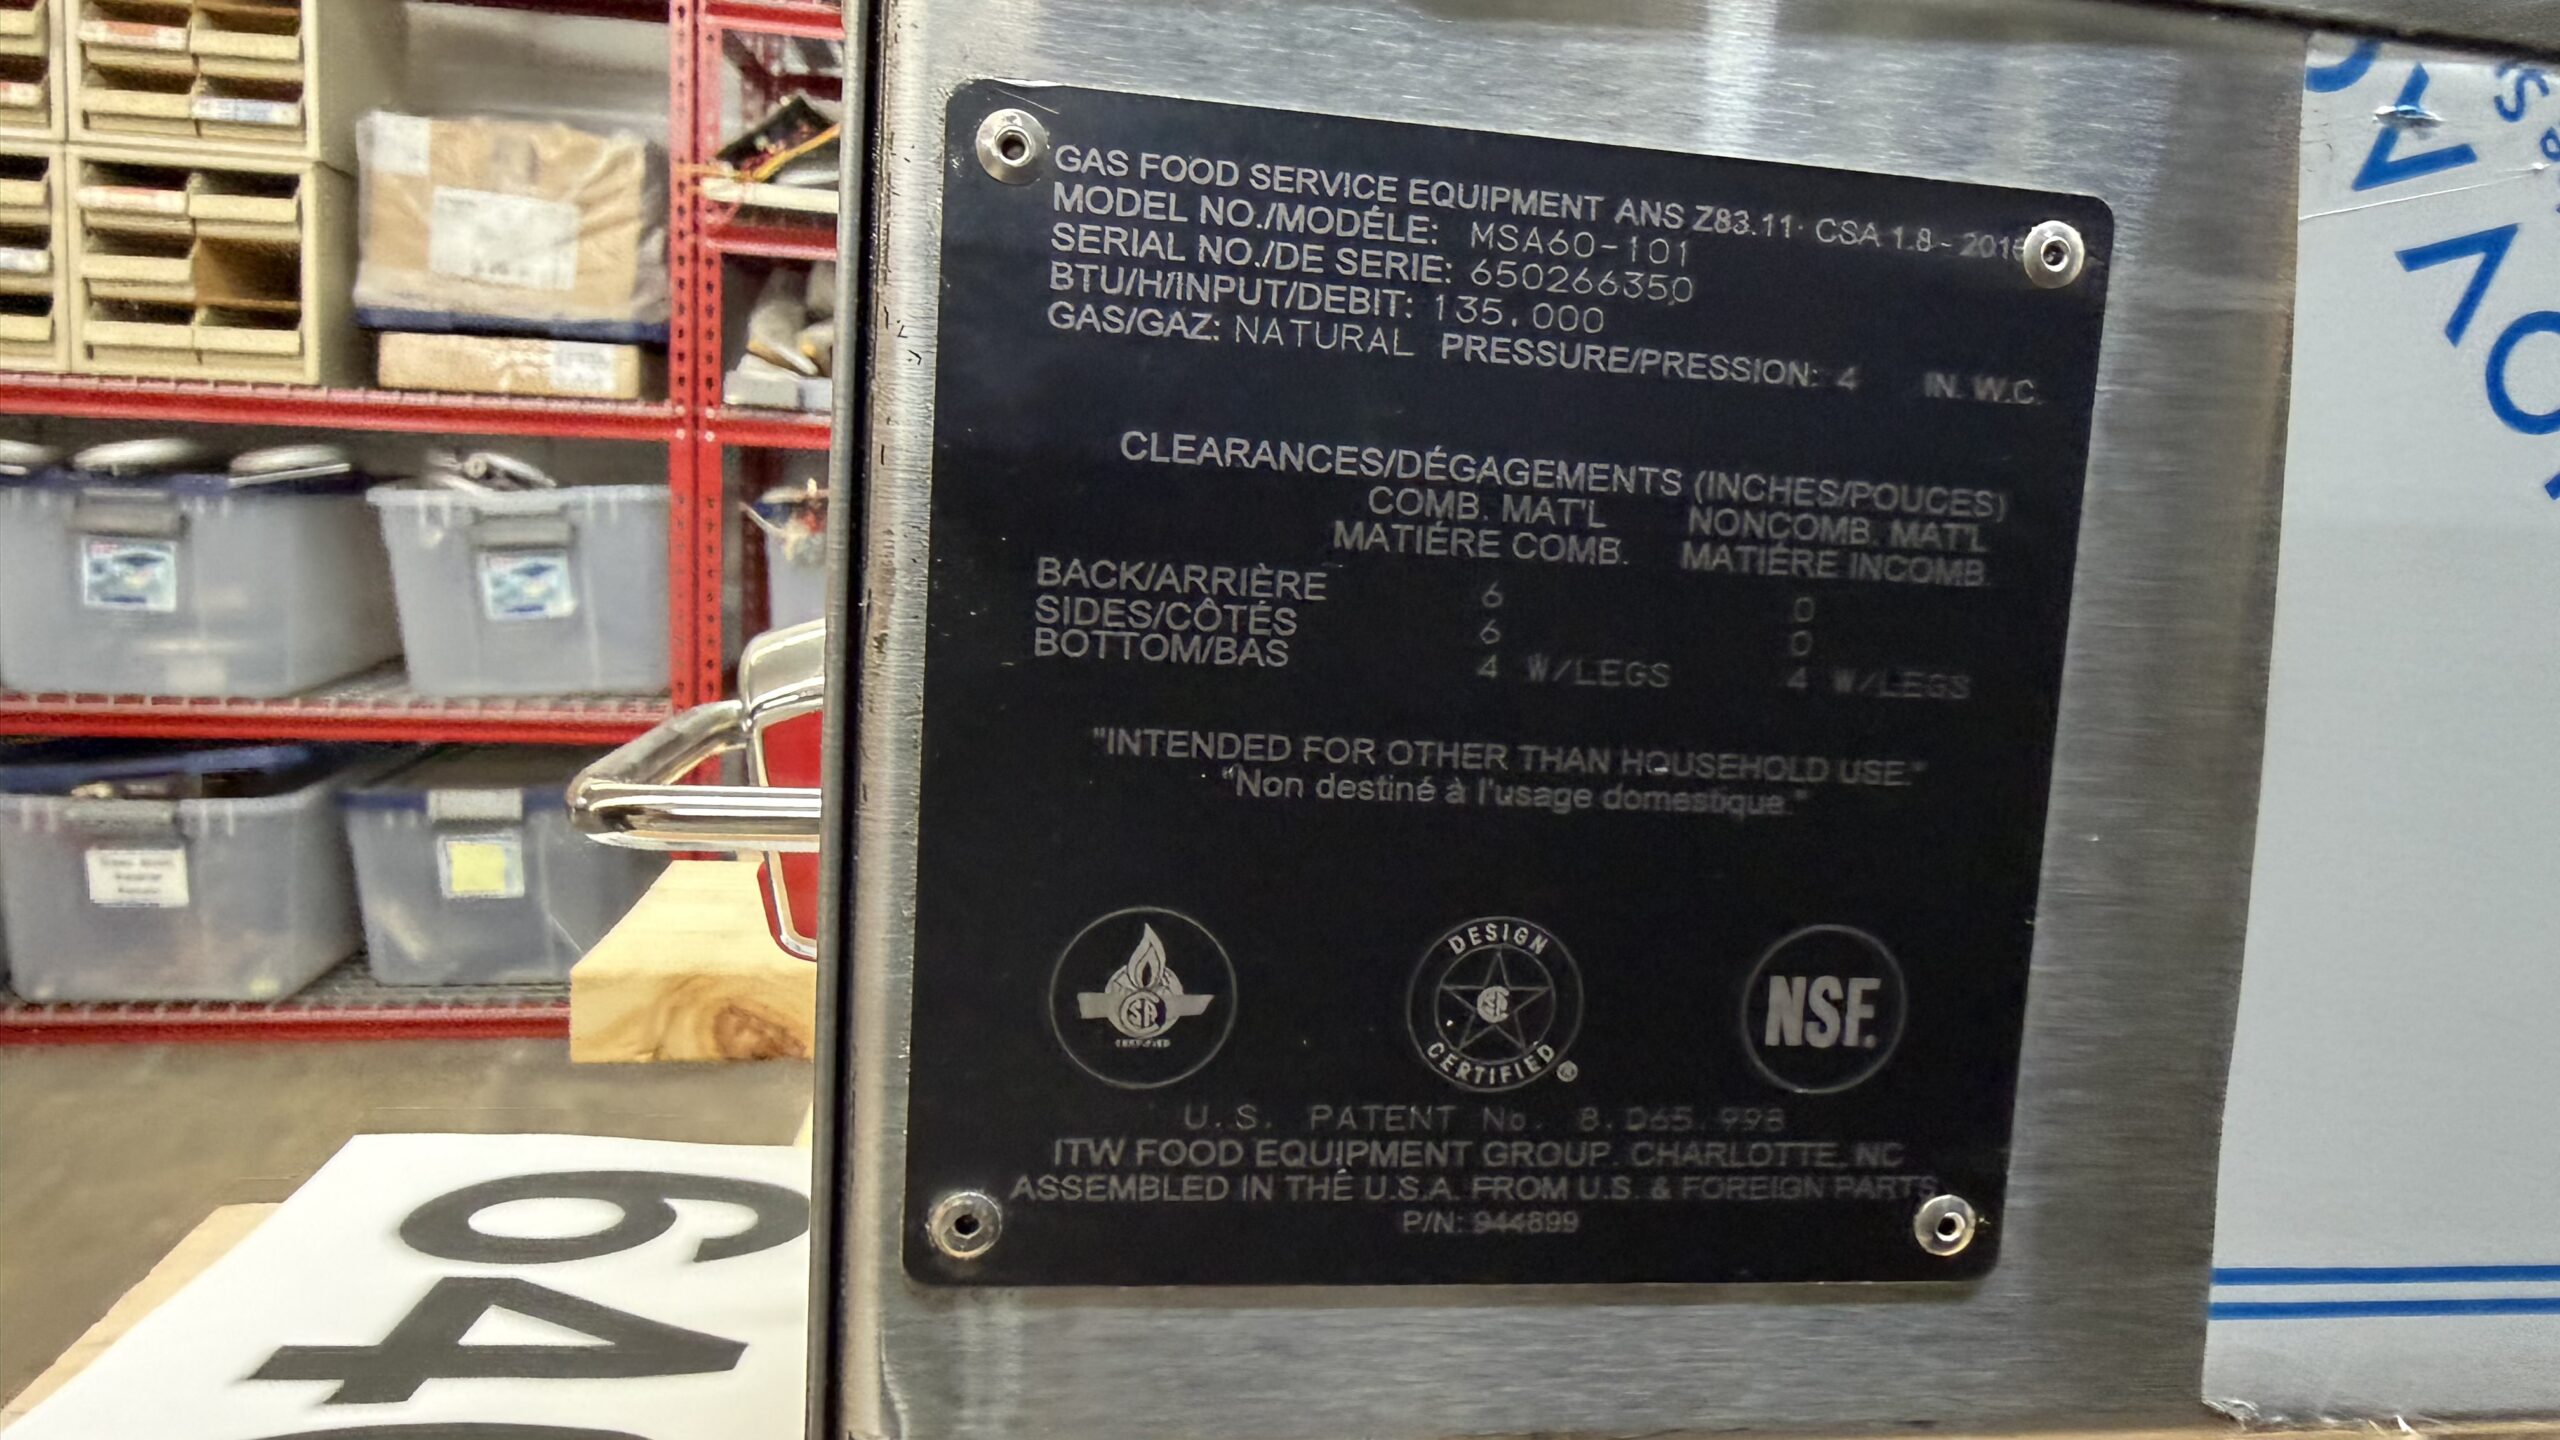 GAS FOOD SERVICE EQUIPMENT ANS Z83.11· CSA 1.8 -
MODEL NO./MODÉLE: MSA60-101
SERIAL NO./DE SERIE: 650266350
BTU/H/INPUT/DEBIT: 135,000
GAS/GAZ: NATURAL PRESSURE/PRESSION: 4 IN. W.C.
CLEARANCES/DÉGAGEMENTS (INCHES/POUCES)
COMB. MAT'L NONCOMB. MAT'L
MATIÉRE COMB. MATIÉRE INCOMB.
BACK/ARRIÈRE 6 0
SIDES/CÔTÉS 6 0
BOTTOM/BAS 4 W/LEGS 4 W/LEGS
"INTENDED FOR OTHER THAN HOUSEHOLD USE."
"Non destiné à l'usage domestique."
DESIGN
CERTIFIED®
NSF.
U.S. PATENT No. 8,D65,998
ITW FOOD EQUIPMENT GROUP, CHARLOTTE, NC
ASSEMBLED IN THE U.S.A. FROM U.S. & FOREIGN PARTS
P/N: 944899
64